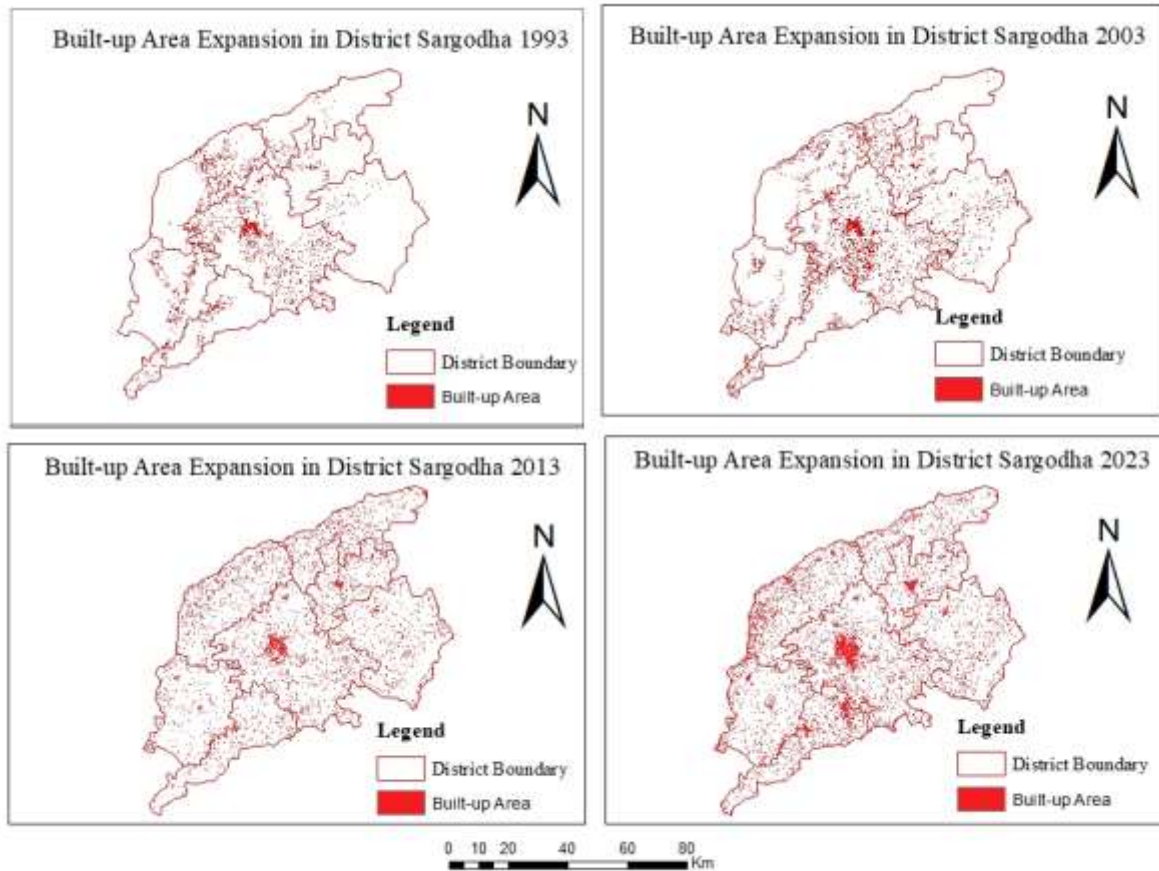 Built-up Area Expansion in District Sargodha 1993
N
Legend
District Boundary
Built-up Area
Built-up Area Expansion in District Sargodha 2003
N
Legend
District Boundary
Built-up Area
Built-up Area Expansion in District Sargodha 2013
N
Legend
District Boundary
Built-up Area
Built-up Area Expansion in District Sargodha 2023
N
Legend
District Boundary
Built-up Area
0 10 20 40 60 80
Km